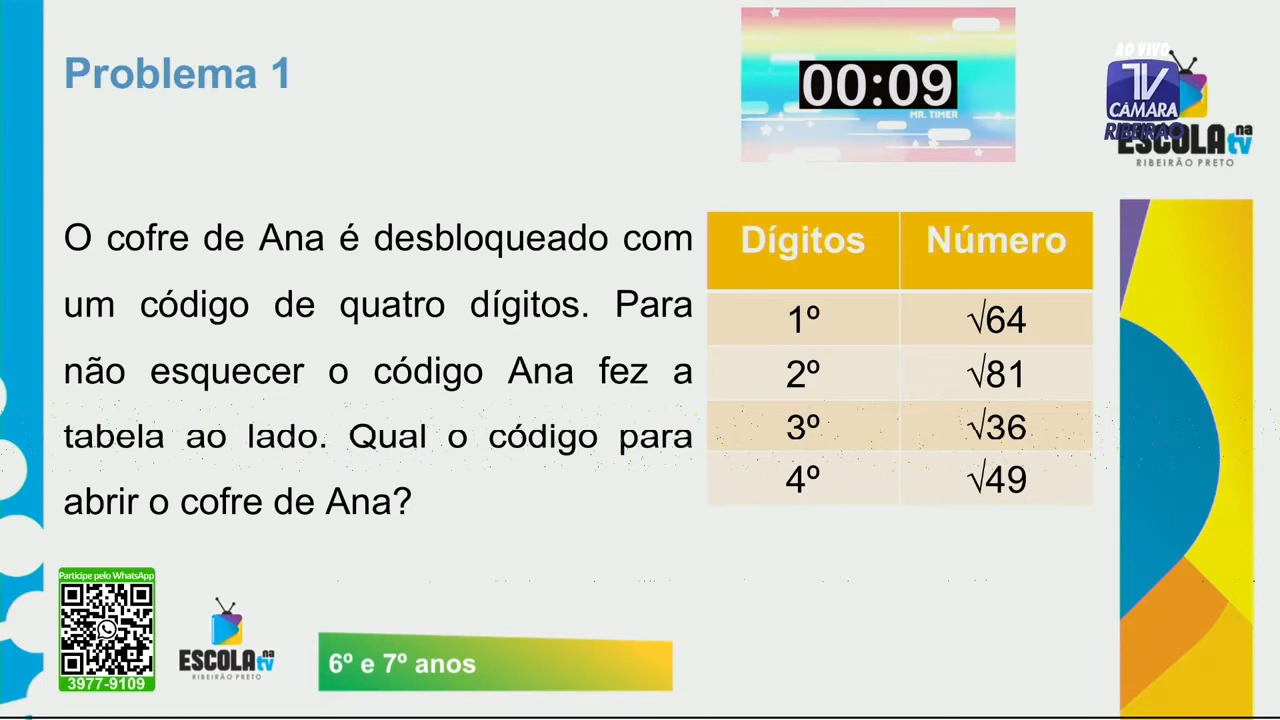 Problema 1
00:09
MR. TIMER
AO VIVO
TV
CÂMARA
RIBEIRÃO
ESCOLA na tv
RIBEIRÃO PRETO
O cofre de Ana é desbloqueado com
um código de quatro dígitos. Para
não esquecer o código Ana fez a
tabela ao lado. Qual o código para
abrir o cofre de Ana?
Dígitos Número
1º √64
2º √81
3º √36
4º √49
Participe pelo WhatsApp
3977-9109
ESCOLA na tv
RIBEIRÃO PRETO
6º e 7º anos